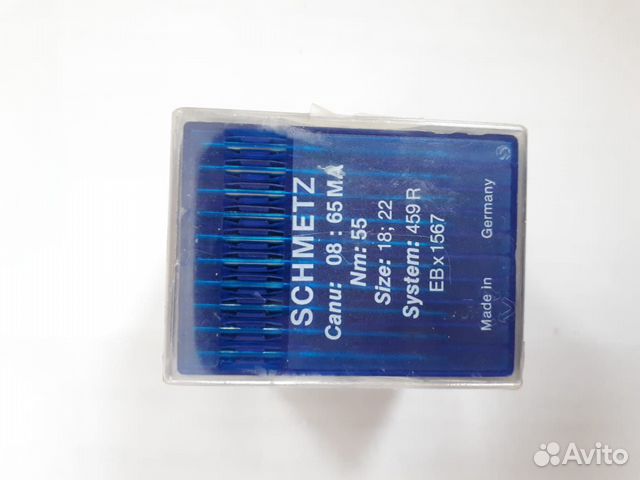 SCHMETZ
Canu: 08 : 65 MA
Nm: 55
Size: 18; 22
System: 459 R
EB x 1567
Made in Germany
Avito